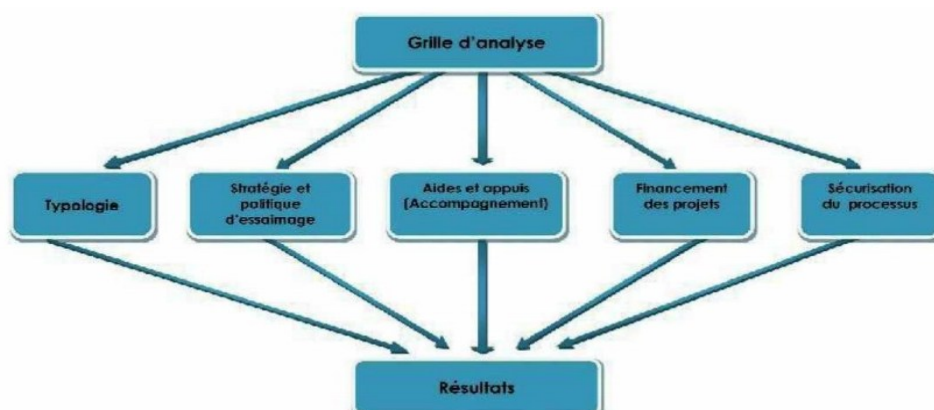 Grille d'analyse
Typologie
Stratégie et
politique
d'essaimage
Aides et appuis
(Accompagnement)
Financement
des projets
Sécurisation
du processus
Résultats